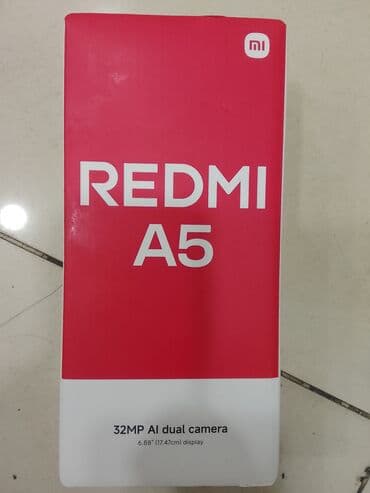 mi
REDMI
A5
32MP AI dual camera
6.88" (17.47cm) display